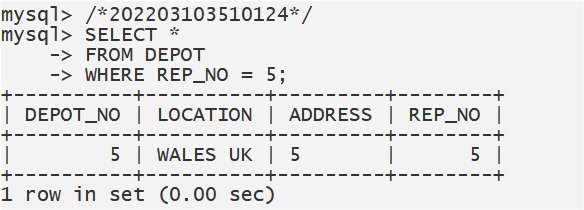 mysql> /*202203103510124*/
mysql> SELECT *
    -> FROM DEPOT
    -> WHERE REP_NO = 5;
+----------+----------+---------+--------+
| DEPOT_NO | LOCATION | ADDRESS | REP_NO |
+----------+----------+---------+--------+
|        5 | WALES UK | 5       |      5 |
+----------+----------+---------+--------+
1 row in set (0.00 sec)